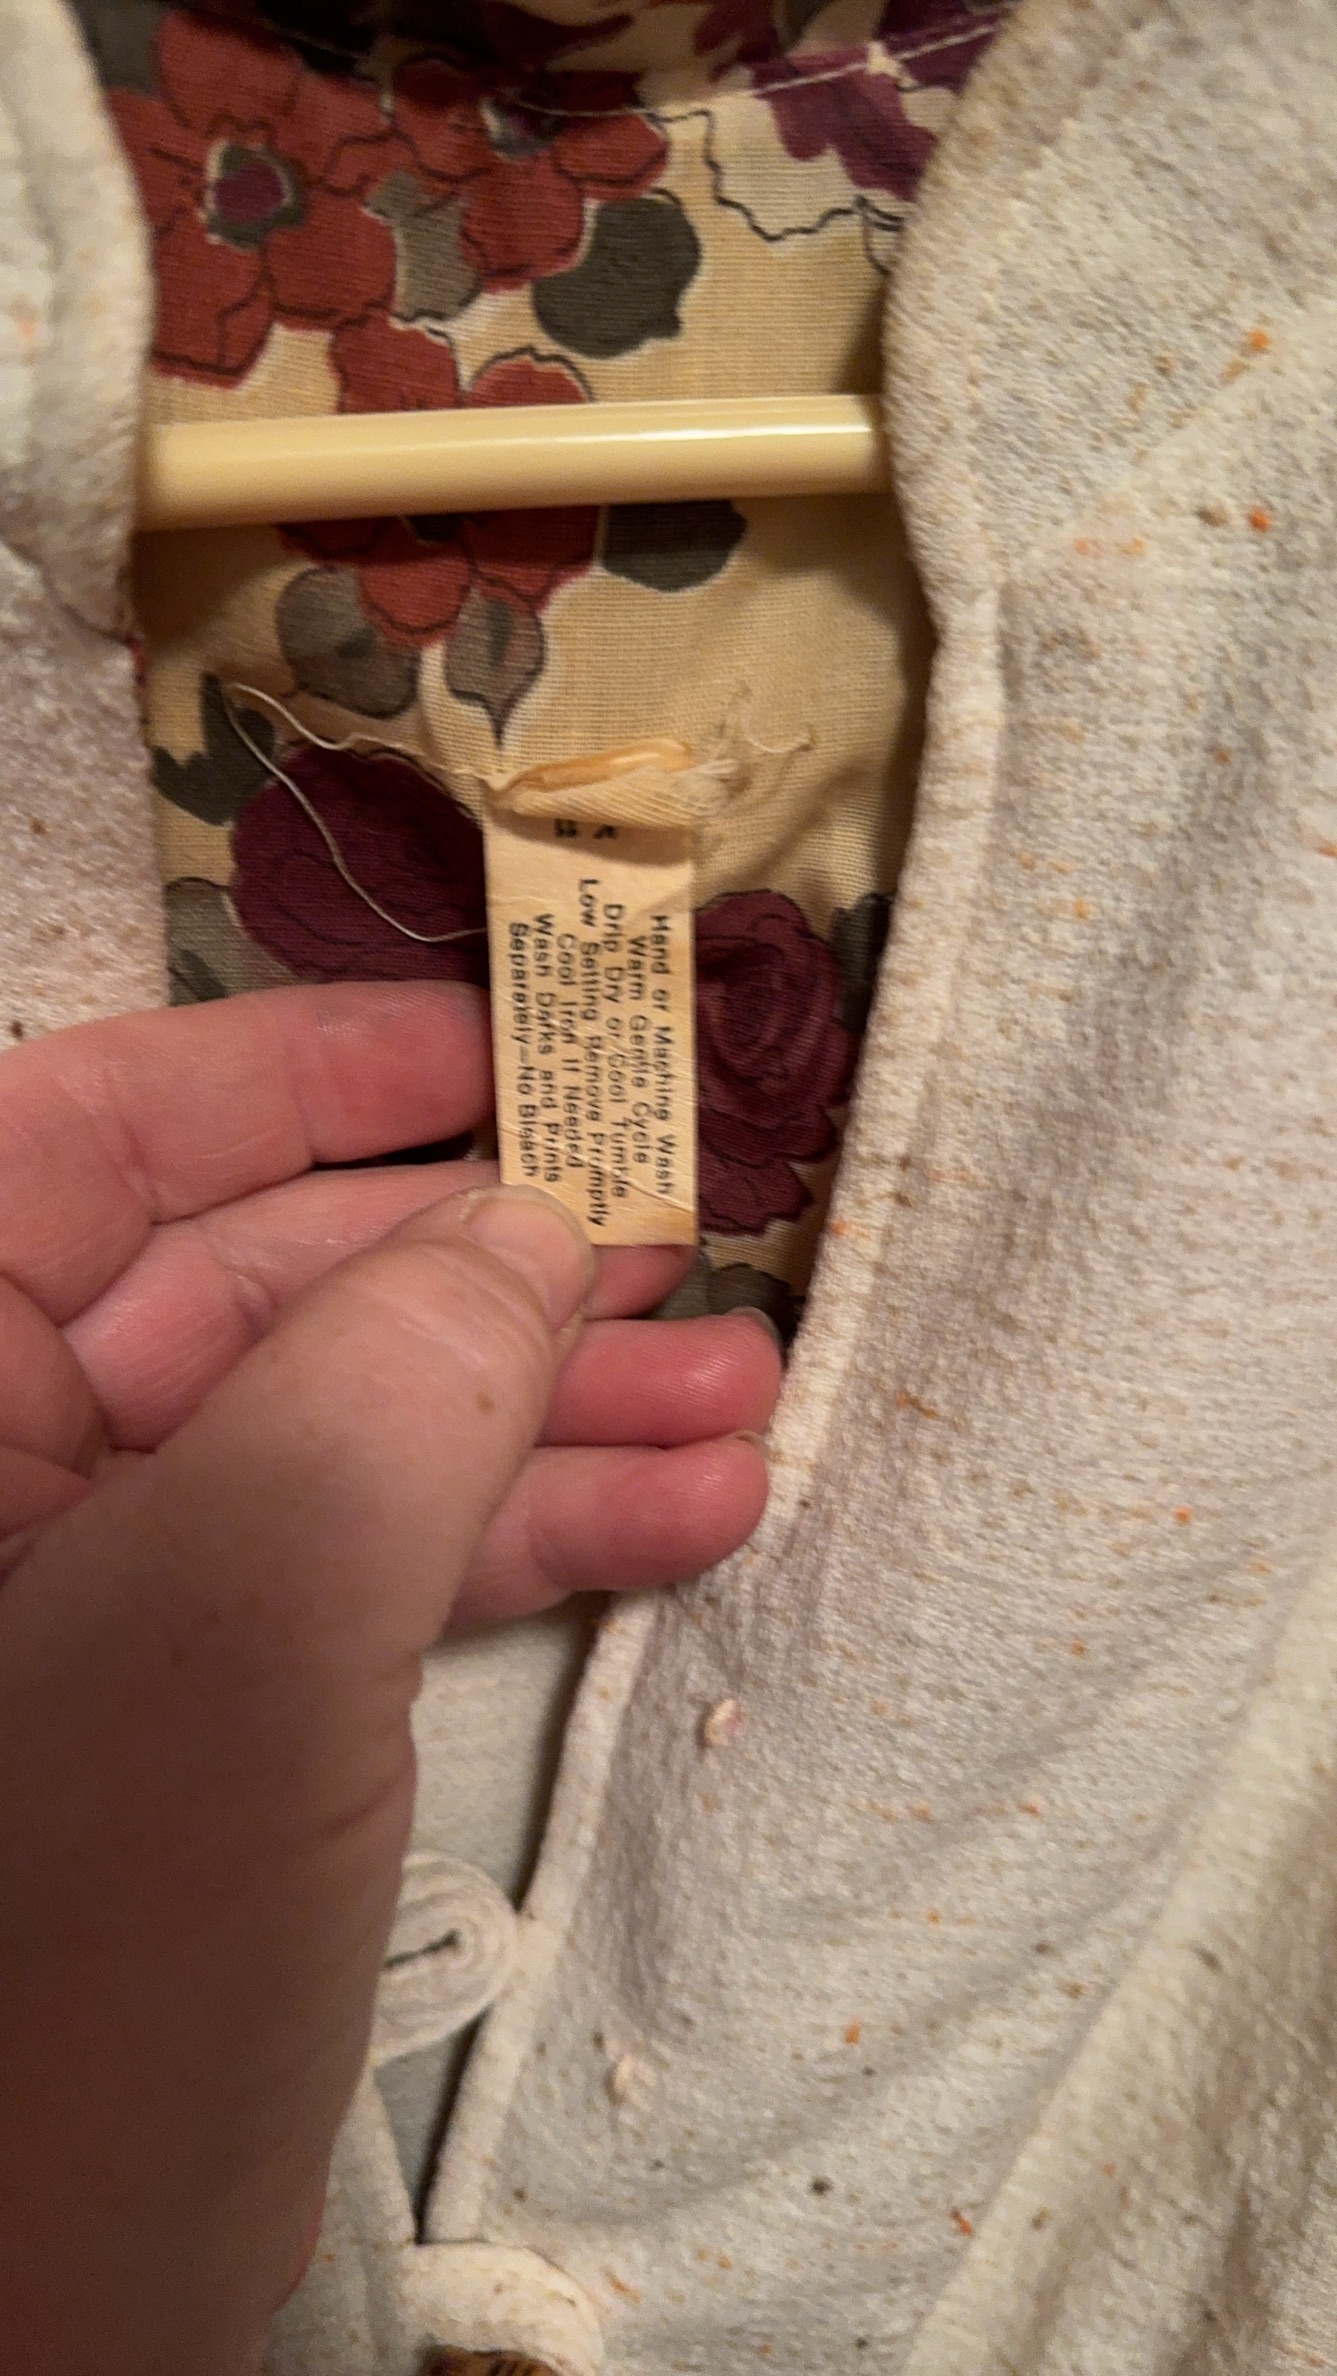 Hand or Machine Wash
Warm Gentle Cycle
Drip Dry or Cool Tumble
Low Setting Remove Prmptly
Cool Iron If Needed
Wash Darks and Prints
Separately—No Bleach